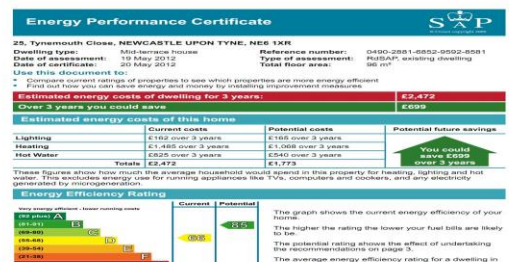 Energy Performance Certificate
SAP
25, Tynemouth Close, NEWCASTLE UPON TYNE, NE6 1XR
Dwelling type: Mid-terrace house Reference number: 0490-2881-6852-9592-8581
Date of assessment: 19 May 2012 Type of assessment: RdSAP, existing dwelling
Date of certificate: 20 May 2012 Total floor area: 96 m²
Use this document to:
• Compare current ratings of properties to see which properties are more energy efficient
• Find out how you can save energy and money by installing improvement measures
Estimated energy costs of dwelling for 3 years: £2,472
Over 3 years you could save £699
Estimated energy costs of this home
Current costs Potential costs Potential future savings
Lighting £162 over 3 years £165 over 3 years
Heating £1,485 over 3 years £1,068 over 3 years
Hot Water £825 over 3 years £540 over 3 years
Totals £2,472 £1,773
You could
save £699
over 3 years
These figures show how much the average household would spend in this property for heating, lighting and hot
water. This excludes energy use for running appliances like TVs, computers and cookers, and any electricity
generated by microgeneration.
Energy Efficiency Rating
Current Potential
Very energy efficient - lower running costs
(92 plus) A
(81-91) B
(69-80) C
(55-68) D
(39-54) E
(21-38) F
66
85
The graph shows the current energy efficiency of your
home.
The higher the rating the lower your fuel bills are likely
to be.
The potential rating shows the effect of undertaking
the recommendations on page 3.
The average energy efficiency rating for a dwelling in